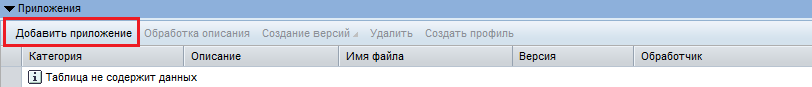 Приложения
Добавить приложение Обработка описания Создание версий Удалить Создать профиль
Категория Описание Имя файла Версия Обработчик
Таблица не содержит данных